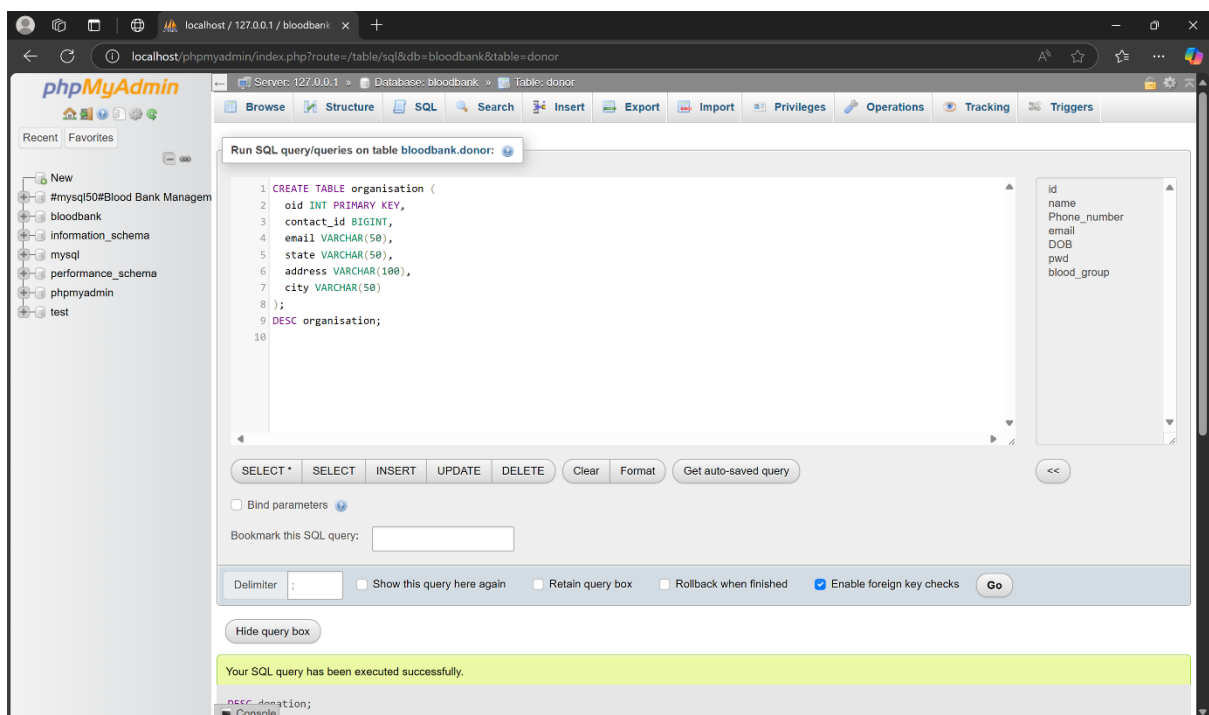 localhost / 127.0.0.1 / bloodbank
localhost/phpmyadmin/index.php?route=/table/sql&db=bloodbank&table=donor
phpMyAdmin
Recent Favorites
New
#mysql50#Blood Bank Managem
bloodbank
information_schema
mysql
performance_schema
phpmyadmin
test
Server: 127.0.0.1 » Database: bloodbank » Table: donor
Browse Structure SQL Search Insert Export Import Privileges Operations Tracking Triggers
Run SQL query/queries on table bloodbank.donor:
1 CREATE TABLE organisation (
2 oid INT PRIMARY KEY,
3 contact_id BIGINT,
4 email VARCHAR(50),
5 state VARCHAR(50),
6 address VARCHAR(100),
7 city VARCHAR(50)
8 );
9 DESC organisation;
10
id
name
Phone_number
email
DOB
pwd
blood_group
SELECT * SELECT INSERT UPDATE DELETE Clear Format Get auto-saved query <<
Bind parameters
Bookmark this SQL query:
Delimiter ; Show this query here again Retain query box Rollback when finished Enable foreign key checks Go
Hide query box
Your SQL query has been executed successfully.
DESC donation;
Console